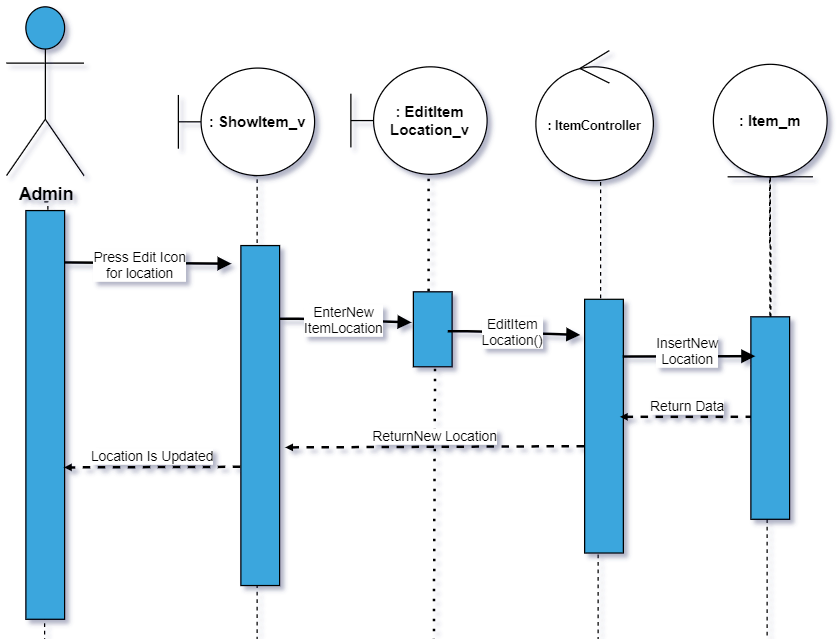 : ShowItem_v
: EditItem
Location_v
: ItemController
: Item_m
Admin
Press Edit Icon
for location
EnterNew
ItemLocation
EditItem
Location()
InsertNew
Location
Return Data
ReturnNew Location
Location Is Updated